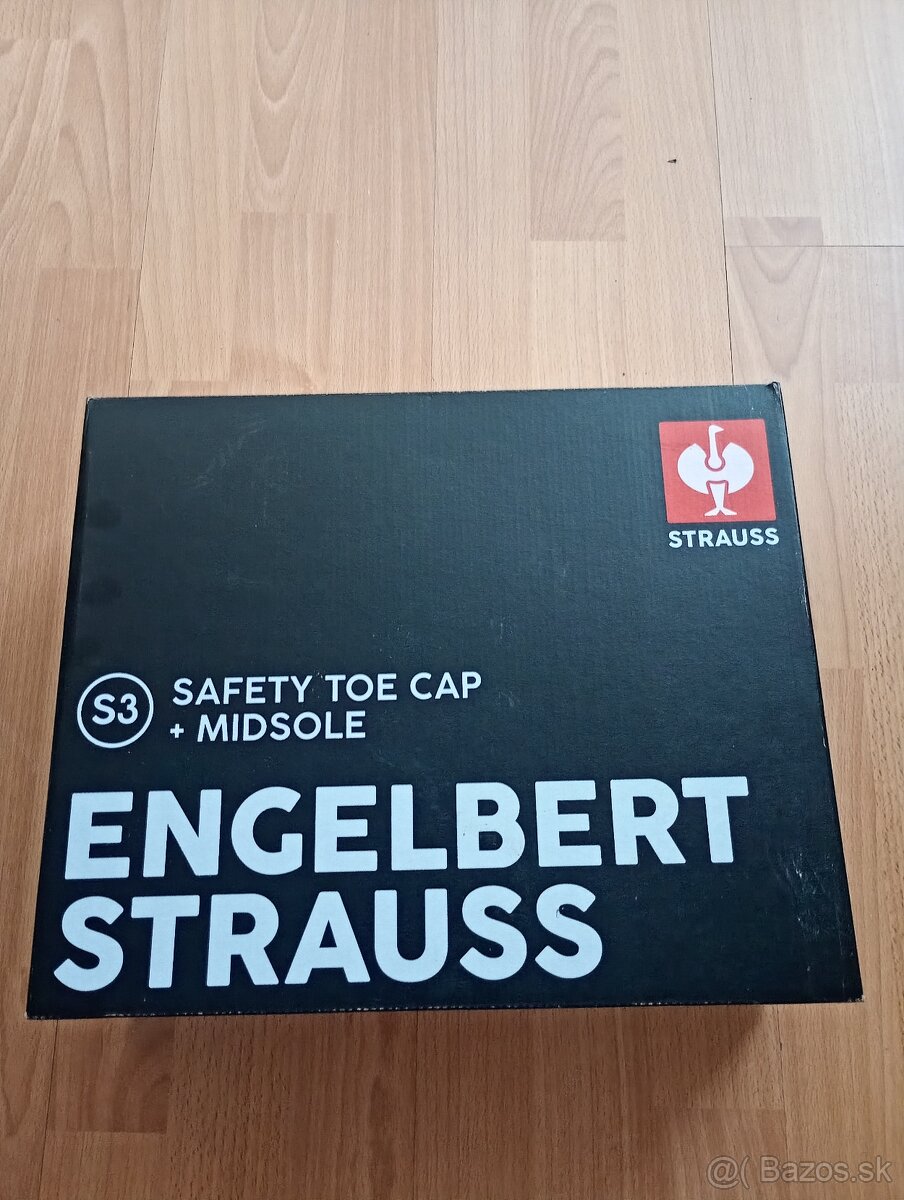 STRAUSS
S3
SAFETY TOE CAP
+ MIDSOLE
ENGELBERT
STRAUSS
@( Bazos.sk